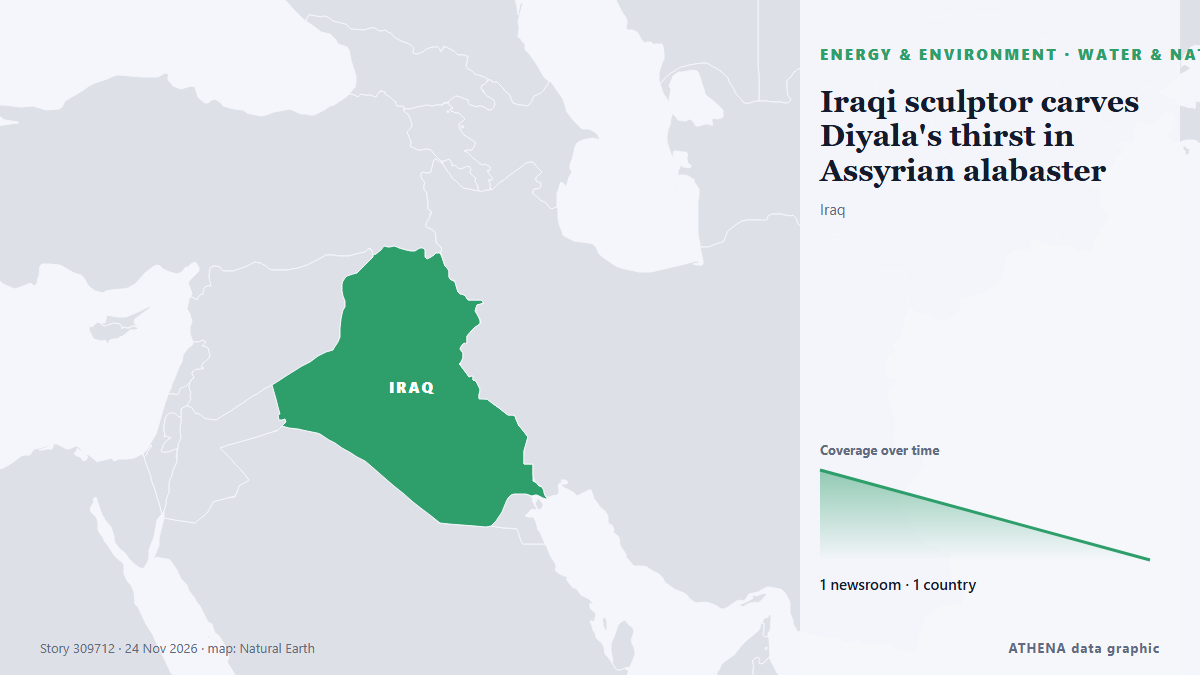 ENERGY & ENVIRONMENT · WATER & NAT
Iraqi sculptor carves
Diyala's thirst in
Assyrian alabaster
Iraq
IRAQ
Coverage over time
1 newsroom · 1 country
Story 309712 · 24 Nov 2026 · map: Natural Earth
ATHENA data graphic